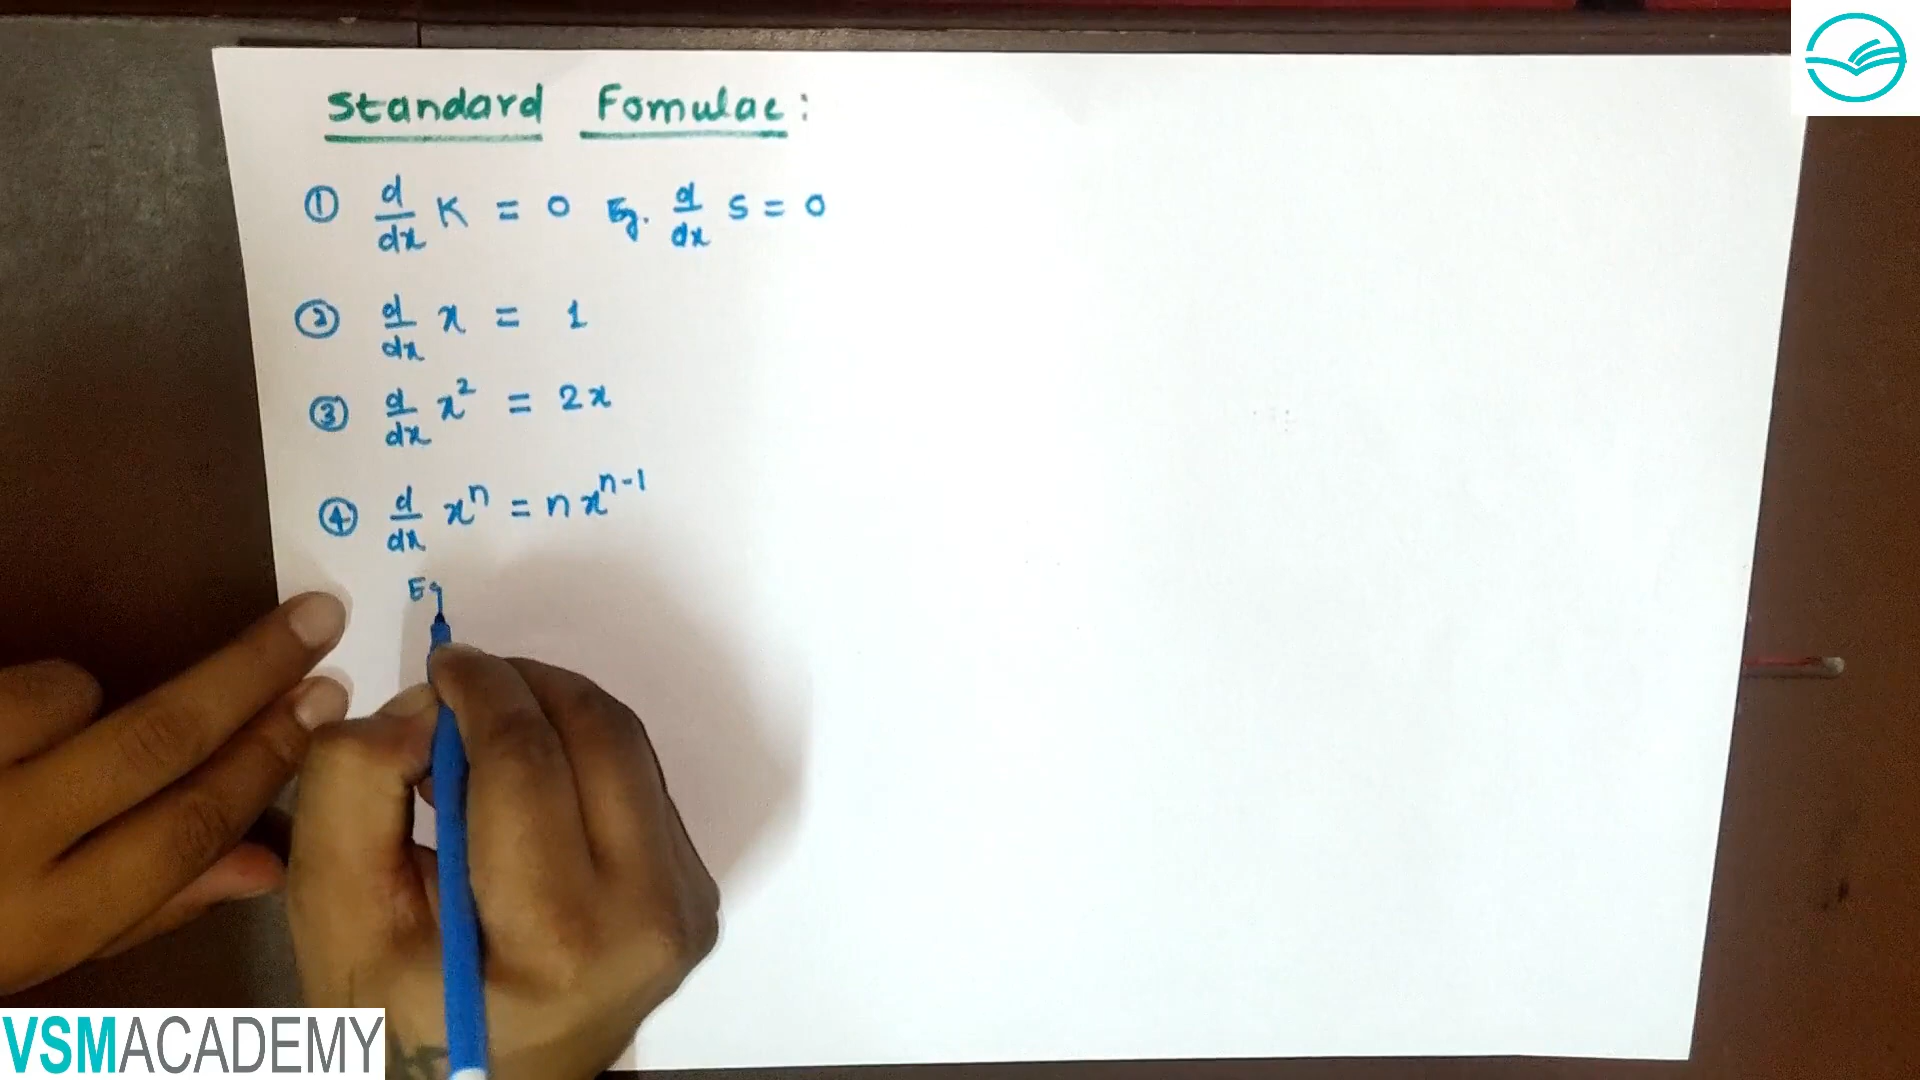 Standard Fomulae:
① d/dx K = 0 Eg. d/dx 5 = 0
② d/dx x = 1
③ d/dx x² = 2x
④ d/dx xⁿ = n xⁿ⁻¹
Eg
VSMACADEMY